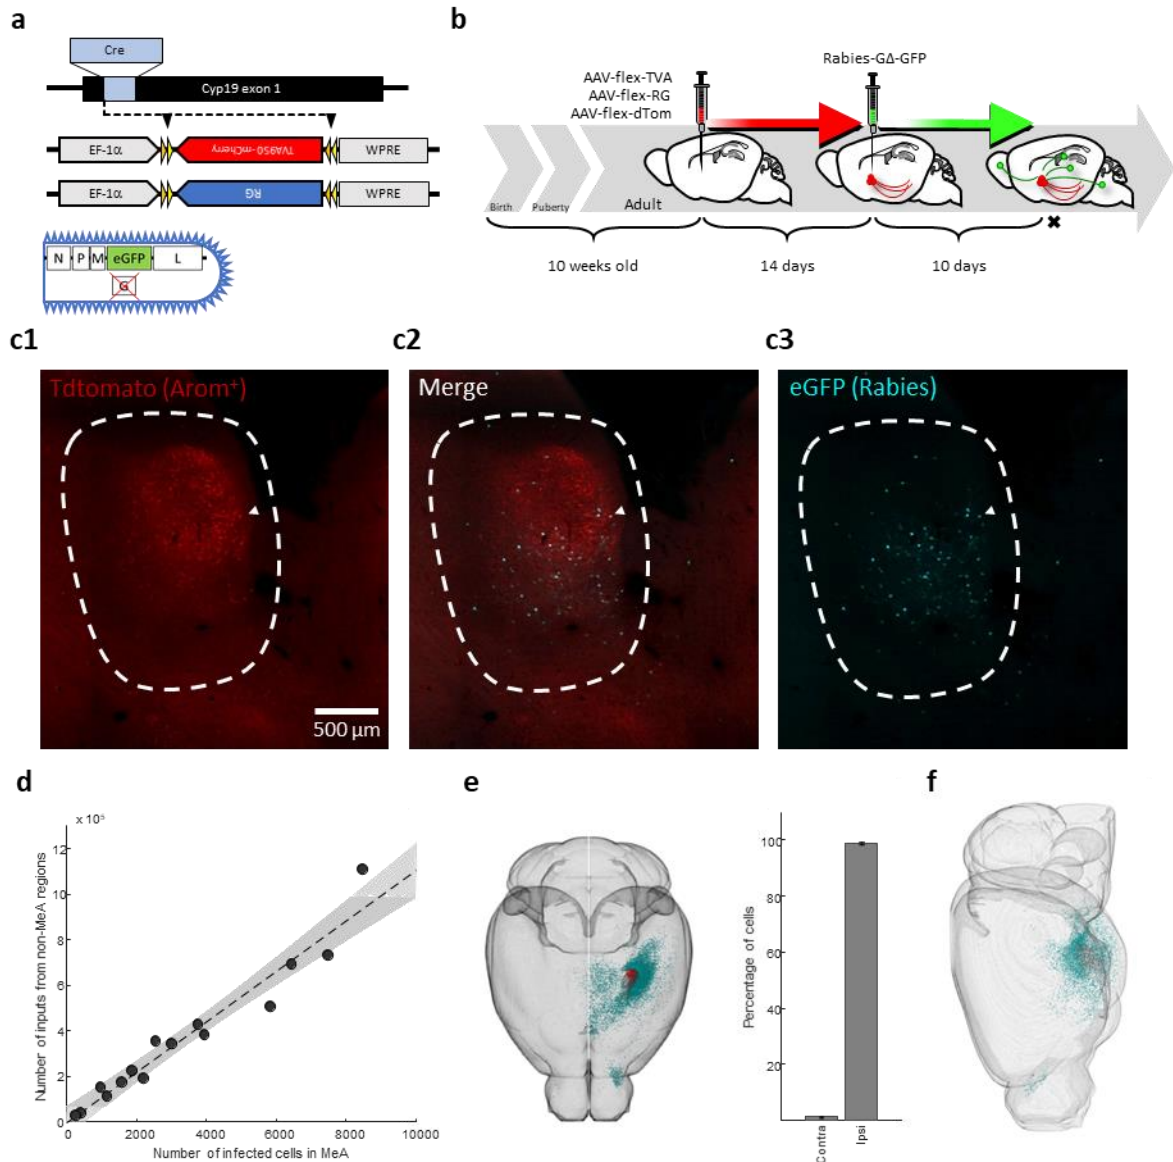 a
Cre
Cyp19 exon 1
EF-1α
TVA950-mCherry
WPRE
EF-1α
RG
WPRE
N P M eGFP L
G
b
Rabies-GΔ-GFP
AAV-flex-TVA
AAV-flex-RG
AAV-flex-dTom
Birth
Puberty
Adult
10 weeks old
14 days
10 days
c1
c2
c3
Tdtomato (Arom⁺)
Merge
eGFP (Rabies)
500 µm
d
x 10⁵
Number of inputs from non-MeA regions
12
10
8
6
4
2
0
0 2000 4000 6000 8000 10000
Number of infected cells in MeA
e
Percentage of cells
100
80
60
40
20
Contra
Ipsi
f